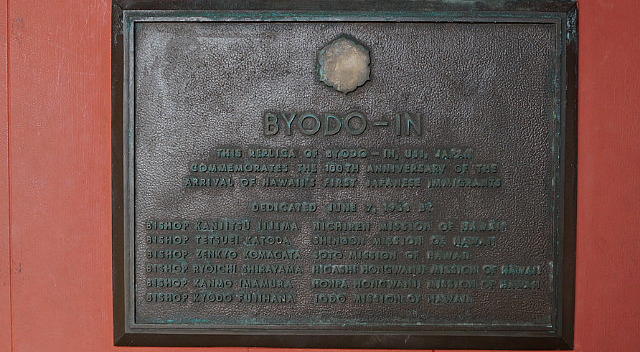 BYODO-IN
THIS REPLICA OF BYODO-IN, UJI, JAPAN
COMMEMORATES THE 100TH ANNIVERSARY OF THE
ARRIVAL OF HAWAII'S FIRST JAPANESE IMMIGRANTS
DEDICATED JUNE 7, 1968 BY
BISHOP KANJITSU IIJIMA NICHIREN MISSION OF HAWAII
BISHOP TETSUEI KATODA SHINGON MISSION OF HAWAII
BISHOP ZENKYO KOMAGATA SOTO MISSION OF HAWAII
BISHOP RYOICHI SHIRAYAMA HIGASHI HONGWANJI MISSION OF HAWAII
BISHOP KANMO IMAMURA HONPA HONGWANJI MISSION OF HAWAII
BISHOP KYODO FUJIHANA JODO MISSION OF HAWAII